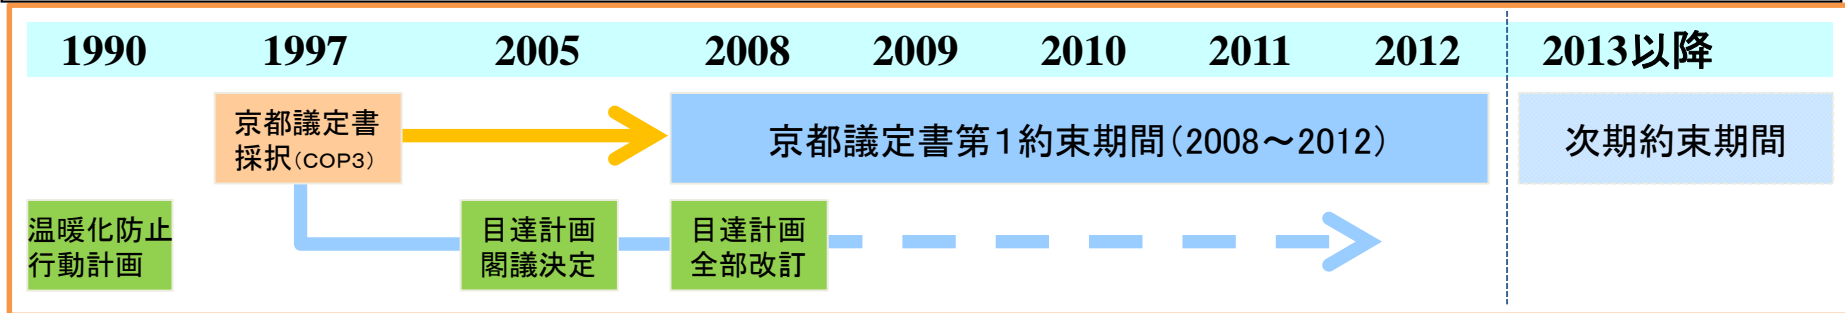 1990 1997 2005 2008 2009 2010 2011 2012 2013以降
京都議定書
採択(COP3)
京都議定書第1約束期間(2008～2012)
次期約束期間
温暖化防止
行動計画
目達計画
閣議決定
目達計画
全部改訂